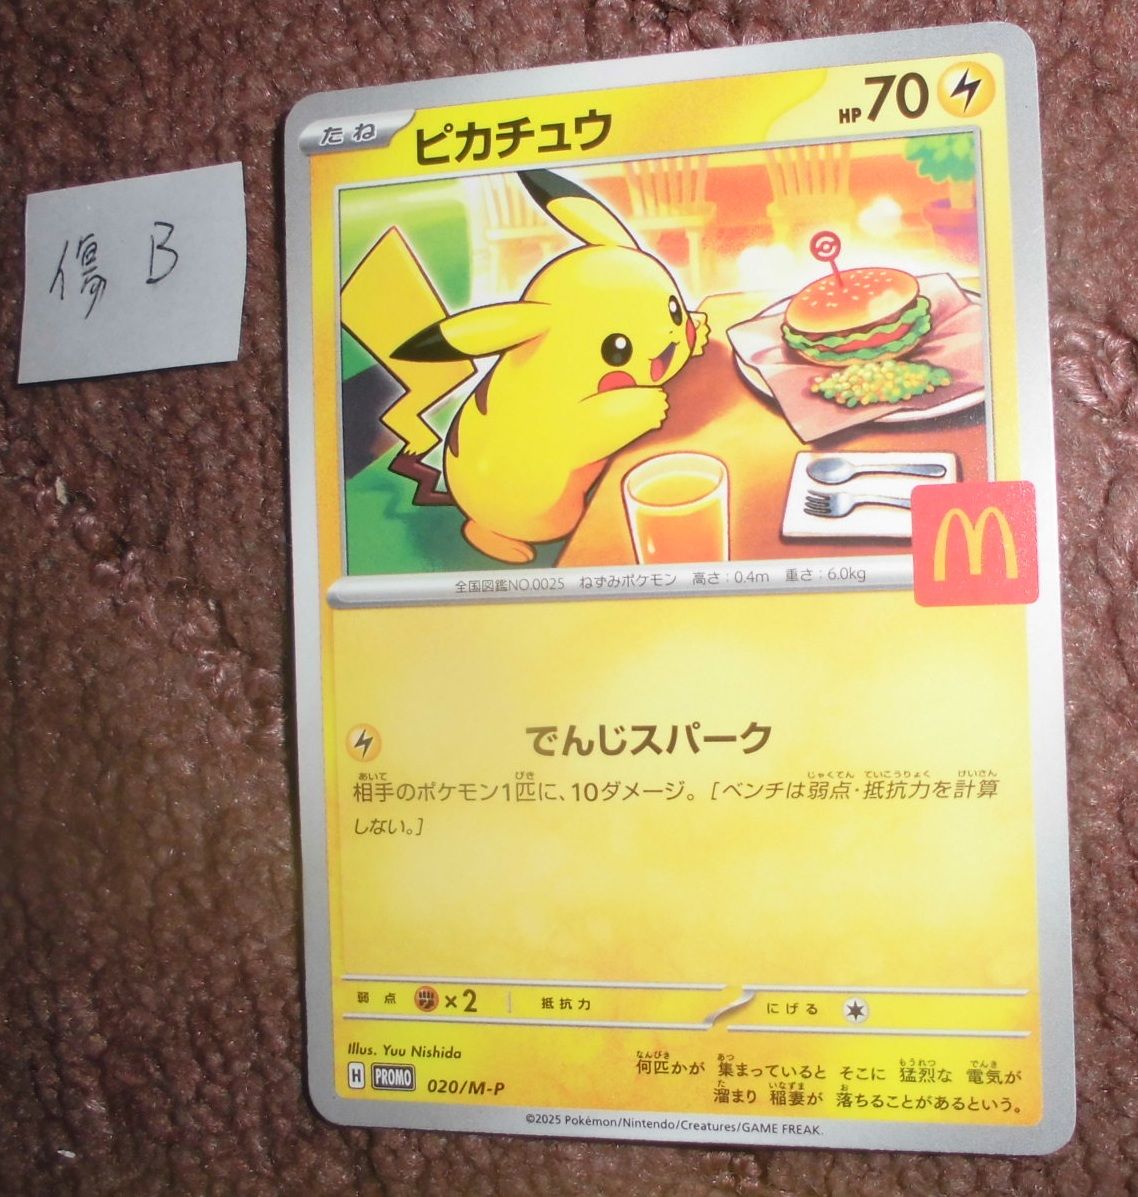 傷 B
たね ピカチュウ HP70
全国図鑑NO.0025 ねずみポケモン 高さ:0.4m 重さ:6.0kg
M
でんじスパーク
相手のポケモン1匹に、10ダメージ。[ベンチは弱点・抵抗力を計算
しない。]
弱点 ×2 抵抗力 にげる
Illus. Yuu Nishida
H PROMO 020/M-P
何匹かが 集まっていると そこに 猛烈な 電気が
溜まり 稲妻が 落ちることがあるという。
©2025 Pokémon/Nintendo/Creatures/GAME FREAK.